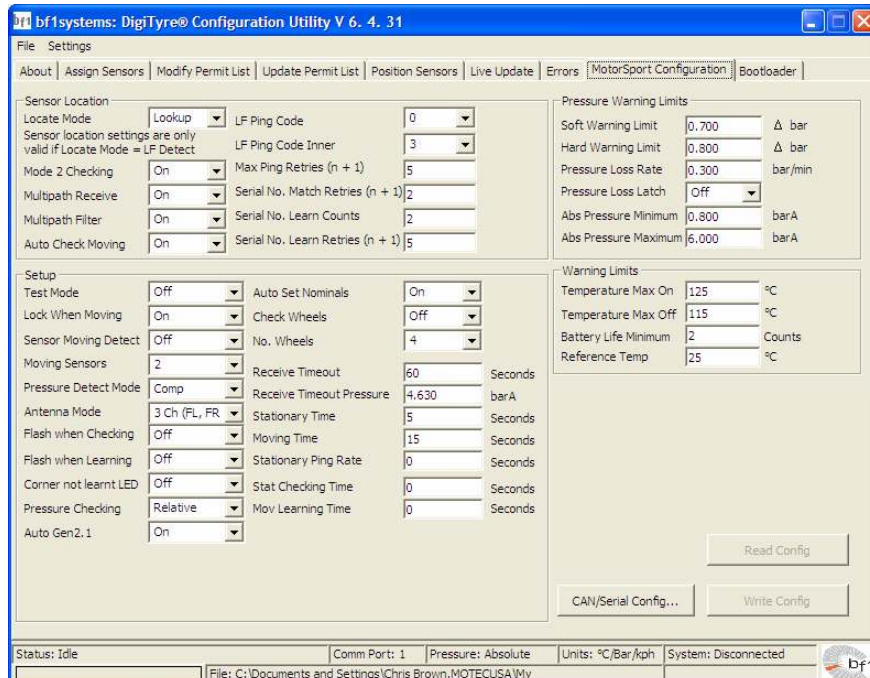 bf1 bf1systems: DigiTyre® Configuration Utility V 6. 4. 31
File Settings
About Assign Sensors Modify Permit List Update Permit List Position Sensors Live Update Errors MotorSport Configuration Bootloader
Sensor Location
Locate Mode Lookup
Sensor location settings are only
valid if Locate Mode = LF Detect
Mode 2 Checking On
Multipath Receive On
Multipath Filter On
Auto Check Moving On
LF Ping Code 0
LF Ping Code Inner 3
Max Ping Retries (n + 1) 5
Serial No. Match Retries (n + 1) 2
Serial No. Learn Counts 2
Serial No. Learn Retries (n + 1) 5
Pressure Warning Limits
Soft Warning Limit 0.700 Δ bar
Hard Warning Limit 0.800 Δ bar
Pressure Loss Rate 0.300 bar/min
Pressure Loss Latch Off
Abs Pressure Minimum 0.800 barA
Abs Pressure Maximum 6.000 barA
Setup
Test Mode Off
Lock When Moving On
Sensor Moving Detect Off
Moving Sensors 2
Pressure Detect Mode Comp
Antenna Mode 3 Ch (FL, FR
Flash when Checking Off
Flash when Learning Off
Corner not learnt LED Off
Pressure Checking Relative
Auto Gen2.1 On
Auto Set Nominals On
Check Wheels Off
No. Wheels 4
Receive Timeout 60 Seconds
Receive Timeout Pressure 4.630 barA
Stationary Time 5 Seconds
Moving Time 15 Seconds
Stationary Ping Rate 0 Seconds
Stat Checking Time 0 Seconds
Mov Learning Time 0 Seconds
Warning Limits
Temperature Max On 125 ºC
Temperature Max Off 115 ºC
Battery Life Minimum 2 Counts
Reference Temp 25 ºC
Read Config
CAN/Serial Config... Write Config
Status: Idle Comm Port: 1 Pressure: Absolute Units: ºC/Bar/kph System: Disconnected
File: C:\Documents and Settings\Chris Brown.MOTECUSA\My
bf1